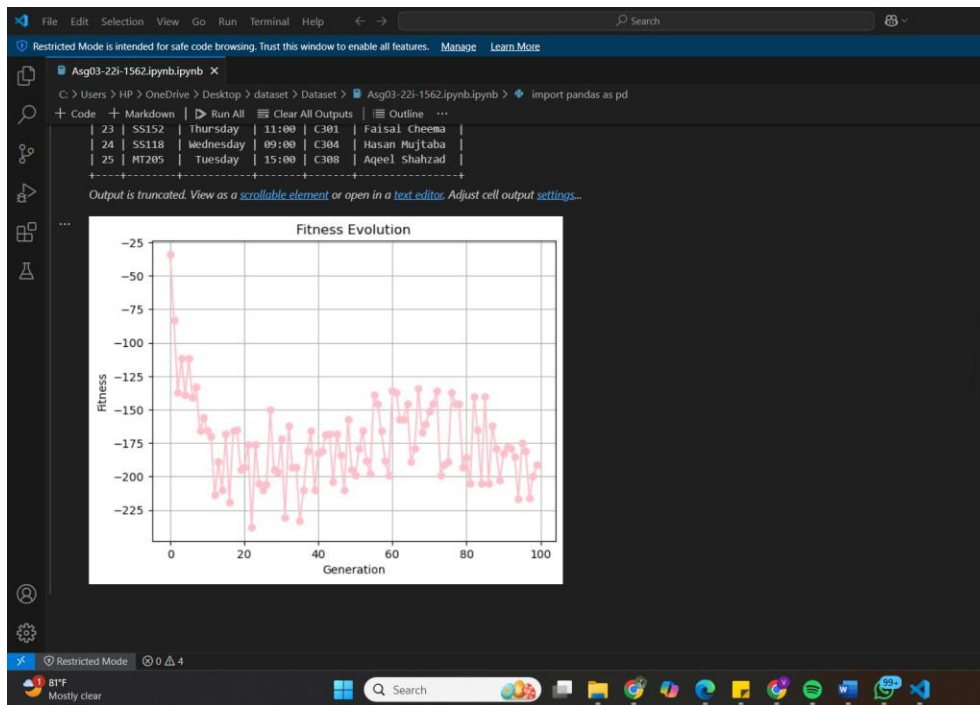 File Edit Selection View Go Run Terminal Help
Search
Restricted Mode is intended for safe code browsing. Trust this window to enable all features. Manage Learn More
Asg03-22i-1562.ipynb.ipynb
C: > Users > HP > OneDrive > Desktop > dataset > Dataset > Asg03-22i-1562.ipynb.ipynb > import pandas as pd
+ Code + Markdown | Run All Clear All Outputs | Outline ...
| 23 | SS152 | Thursday | 11:00 | C301 | Faisal Cheema |
| 24 | SS118 | Wednesday | 09:00 | C304 | Hasan Mujtaba |
| 25 | MT205 | Tuesday | 15:00 | C308 | Aqeel Shahzad |
+----+-------+-----------+-------+------+----------------+
Output is truncated. View as a scrollable element or open in a text editor. Adjust cell output settings...
...
Fitness Evolution
−25
−50
−75
−100
−125
−150
−175
−200
−225
Fitness
0 20 40 60 80 100
Generation
Restricted Mode 0 4
1
81°F
Mostly clear
Search
99+